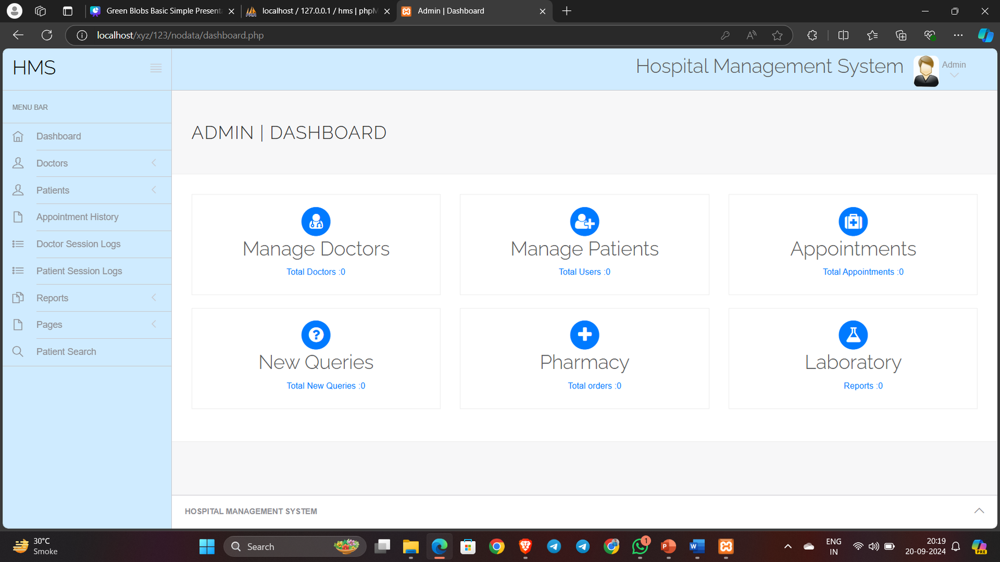 Green Blobs Basic Simple Present
localhost / 127.0.0.1 / hms | phpM
Admin | Dashboard
localhost/xyz/123/nodata/dashboard.php
HMS
Hospital Management System
Admin
MENU BAR
ADMIN | DASHBOARD
Dashboard
Doctors
Patients
Appointment History
Doctor Session Logs
Patient Session Logs
Reports
Pages
Patient Search
Manage Doctors
Total Doctors :0
Manage Patients
Total Users :0
Appointments
Total Appointments :0
New Queries
Total New Queries :0
Pharmacy
Total orders :0
Laboratory
Reports :0
HOSPITAL MANAGEMENT SYSTEM
30°C
Smoke
Search
1
ENG
IN
20:19
20-09-2024
PRE